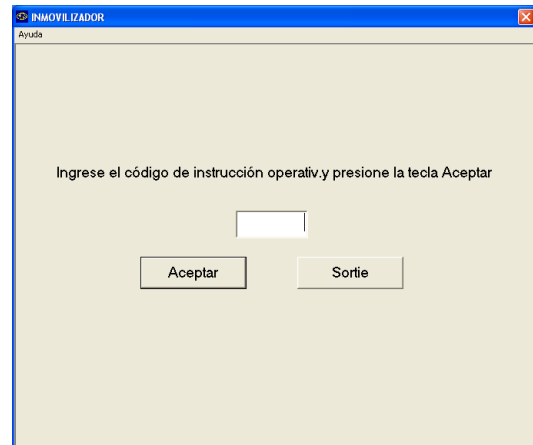 INMOVILIZADOR
Ayuda
Ingrese el código de instrucción operativ.y presione la tecla Aceptar
Aceptar Sortie